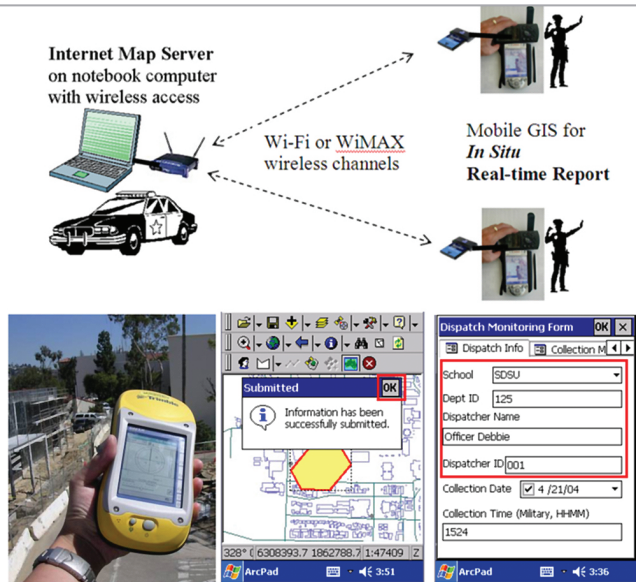 Internet Map Server
on notebook computer
with wireless access
Wi-Fi or WiMAX
wireless channels
Mobile GIS for
In Situ
Real-time Report
Trimble
Submitted
OK
Information has been
successfully submitted.
328° ( 6308393.7 1862788.7 1:47409 Z
ArcPad 3:51
Dispatch Monitoring Form OK ×
Dispatch Info Collection M
School SDSU
Dept ID 125
Dispatcher Name
Officer Debbie
Dispatcher ID 001
Collection Date 4 /21/04
Collection Time (Military, HHMM)
1524
ArcPad 3:36